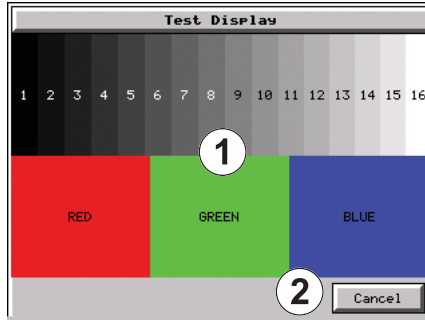 Test Display
1 2 3 4 5 6 7 8 9 10 11 12 13 14 15 16
1
RED GREEN BLUE
2 Cancel